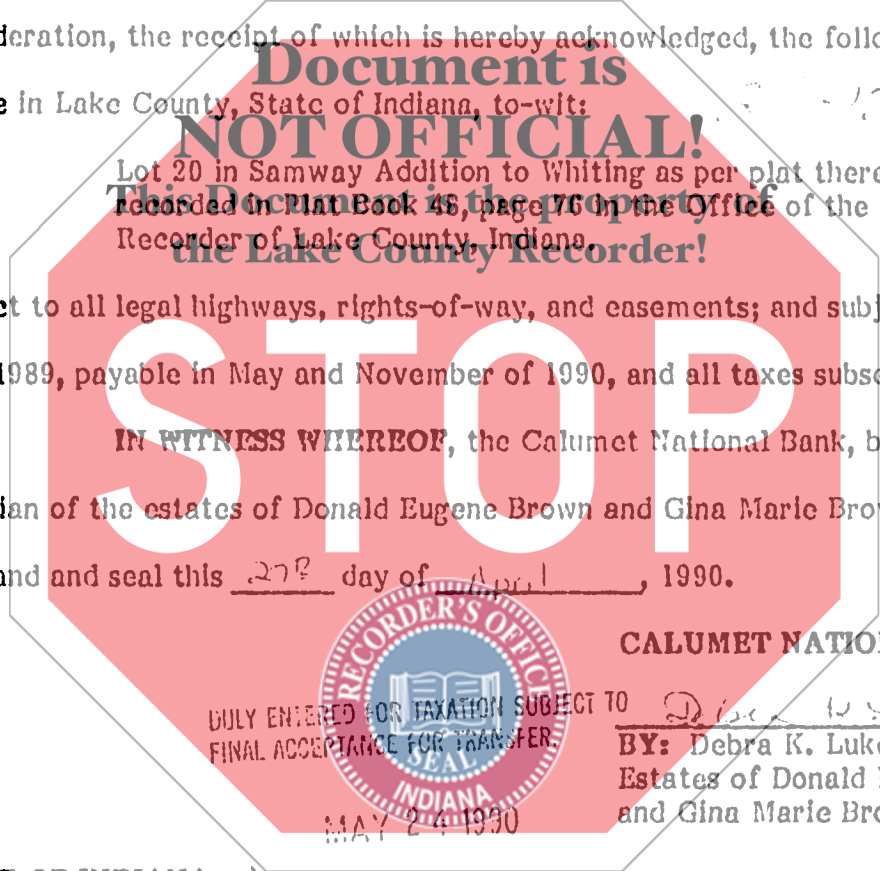 deration, the receipt of which is hereby acknowledged, the follo
Document is
e in Lake County, State of Indiana, to-wit:
NOT OFFICIAL!
Lot 20 in Samway Addition to Whiting as per plat there
This Document is the property of
recorded in Plat Book 48, page 76 in the Office of the
Recorder of Lake County, Indiana.
the Lake County Recorder!
ct to all legal highways, rights-of-way, and easements; and subj
STOP
1989, payable in May and November of 1990, and all taxes subse
IN WITNESS WHEREOF, the Calumet National Bank, b
ian of the estates of Donald Eugene Brown and Gina Marie Brow
and and seal this 27th day of April, 1990.
RECORDER'S OFFICE
SEAL
INDIANA
CALUMET NATIO
DULY ENTERED FOR TAXATION SUBJECT TO
FINAL ACCEPTANCE FOR TRANSFER.
BY: Debra K. Luke
Estates of Donald
and Gina Marie Bro
MAY 24 1990